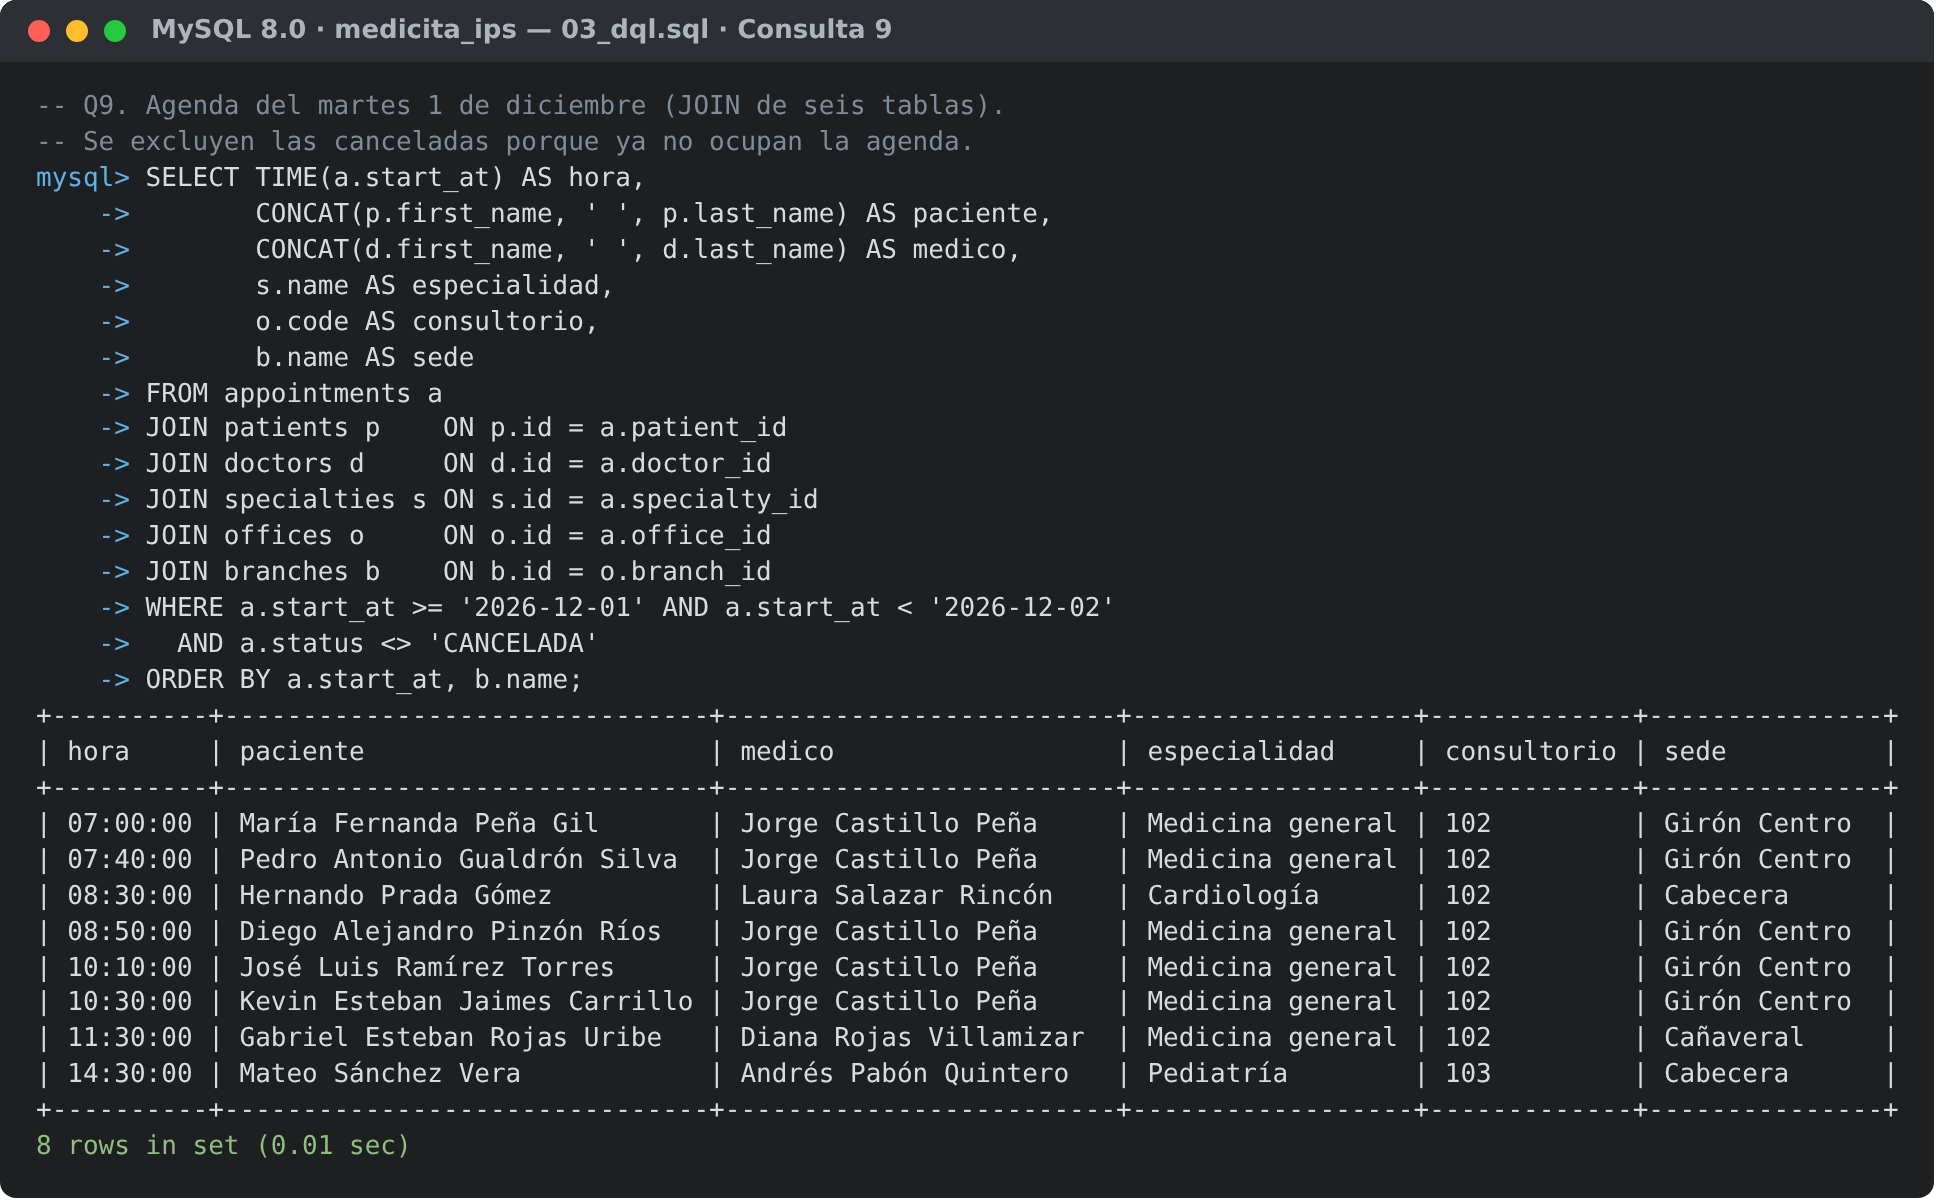 MySQL 8.0 · medicita_ips — 03_dql.sql · Consulta 9
-- Q9. Agenda del martes 1 de diciembre (JOIN de seis tablas).
-- Se excluyen las canceladas porque ya no ocupan la agenda.
mysql> SELECT TIME(a.start_at) AS hora,
    ->        CONCAT(p.first_name, ' ', p.last_name) AS paciente,
    ->        CONCAT(d.first_name, ' ', d.last_name) AS medico,
    ->        s.name AS especialidad,
    ->        o.code AS consultorio,
    ->        b.name AS sede
    -> FROM appointments a
    -> JOIN patients p    ON p.id = a.patient_id
    -> JOIN doctors d     ON d.id = a.doctor_id
    -> JOIN specialties s ON s.id = a.specialty_id
    -> JOIN offices o     ON o.id = a.office_id
    -> JOIN branches b    ON b.id = o.branch_id
    -> WHERE a.start_at >= '2026-12-01' AND a.start_at < '2026-12-02'
    ->   AND a.status <> 'CANCELADA'
    -> ORDER BY a.start_at, b.name;
+----------+-------------------------------+-------------------------+------------------+-------------+---------------+
| hora     | paciente                      | medico                  | especialidad     | consultorio | sede          |
+----------+-------------------------------+-------------------------+------------------+-------------+---------------+
| 07:00:00 | María Fernanda Peña Gil       | Jorge Castillo Peña     | Medicina general | 102         | Girón Centro  |
| 07:40:00 | Pedro Antonio Gualdrón Silva  | Jorge Castillo Peña     | Medicina general | 102         | Girón Centro  |
| 08:30:00 | Hernando Prada Gómez          | Laura Salazar Rincón    | Cardiología      | 102         | Cabecera      |
| 08:50:00 | Diego Alejandro Pinzón Ríos   | Jorge Castillo Peña     | Medicina general | 102         | Girón Centro  |
| 10:10:00 | José Luis Ramírez Torres      | Jorge Castillo Peña     | Medicina general | 102         | Girón Centro  |
| 10:30:00 | Kevin Esteban Jaimes Carrillo | Jorge Castillo Peña     | Medicina general | 102         | Girón Centro  |
| 11:30:00 | Gabriel Esteban Rojas Uribe   | Diana Rojas Villamizar  | Medicina general | 102         | Cañaveral     |
| 14:30:00 | Mateo Sánchez Vera            | Andrés Pabón Quintero   | Pediatría        | 103         | Cabecera      |
+----------+-------------------------------+-------------------------+------------------+-------------+---------------+
8 rows in set (0.01 sec)